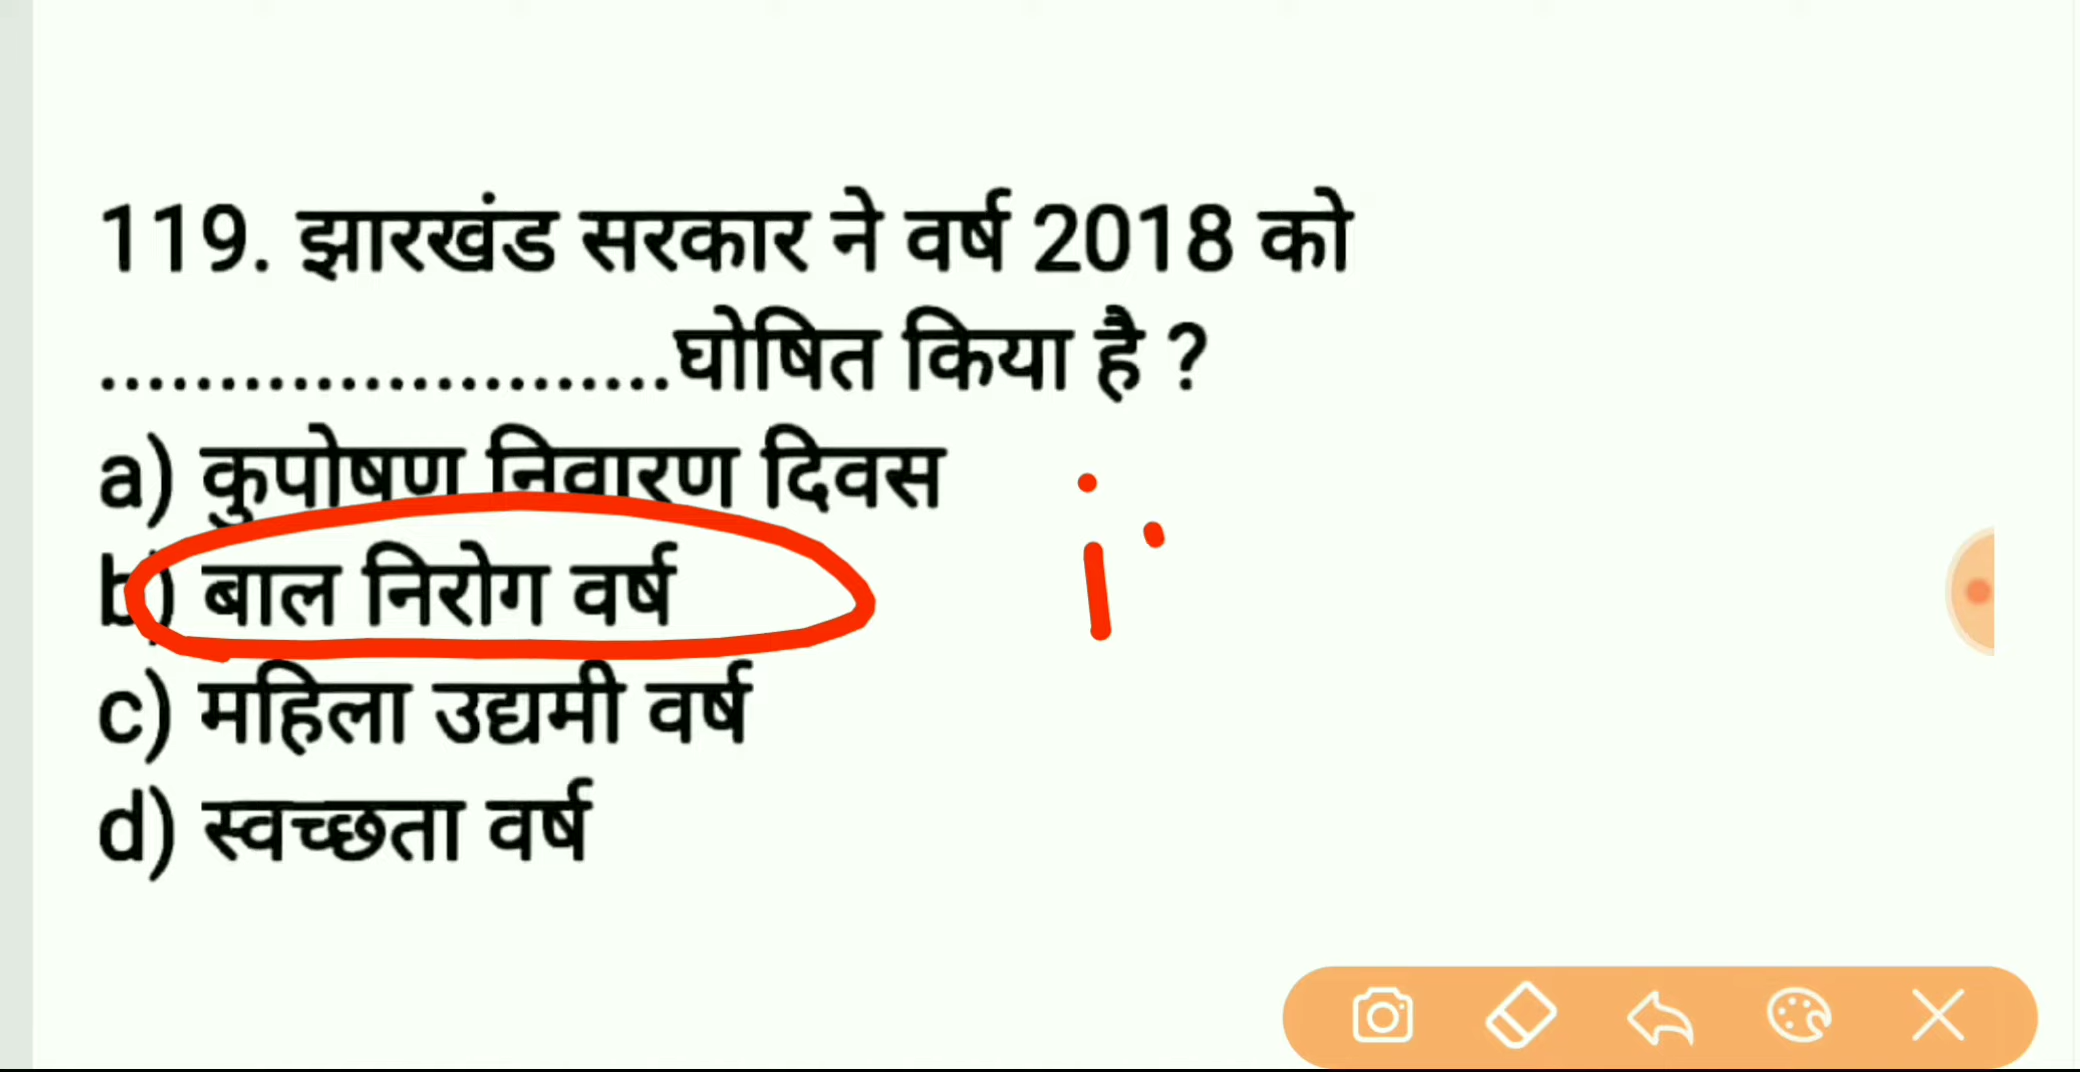 119. झारखंड सरकार ने वर्ष 2018 को
........................घोषित किया है ?
a) कुपोषण निवारण दिवस
b) बाल निरोग वर्ष
c) महिला उद्यमी वर्ष
d) स्वच्छता वर्ष